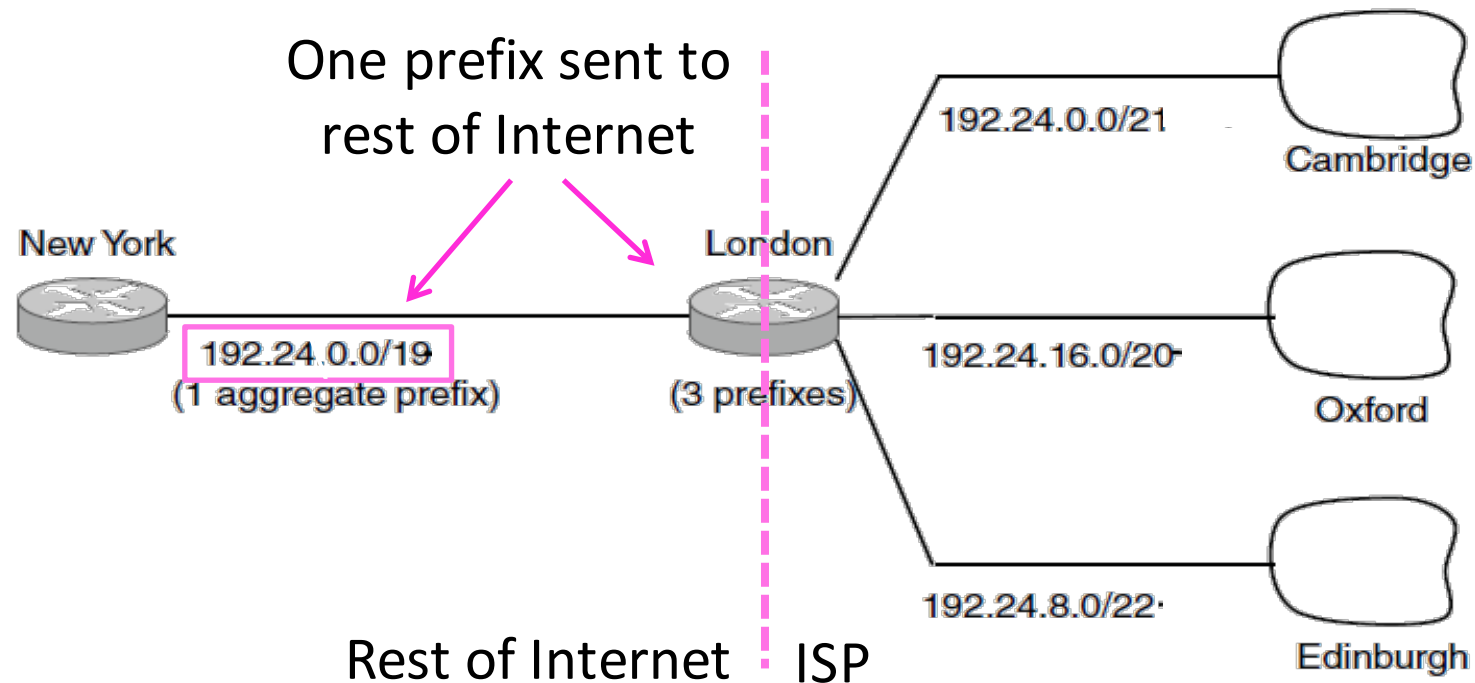 One prefix sent to
rest of Internet
New York
London
192.24.0.0/19
(1 aggregate prefix)
(3 prefixes)
192.24.0.0/21
Cambridge
192.24.16.0/20
Oxford
192.24.8.0/22
Edinburgh
Rest of Internet
ISP